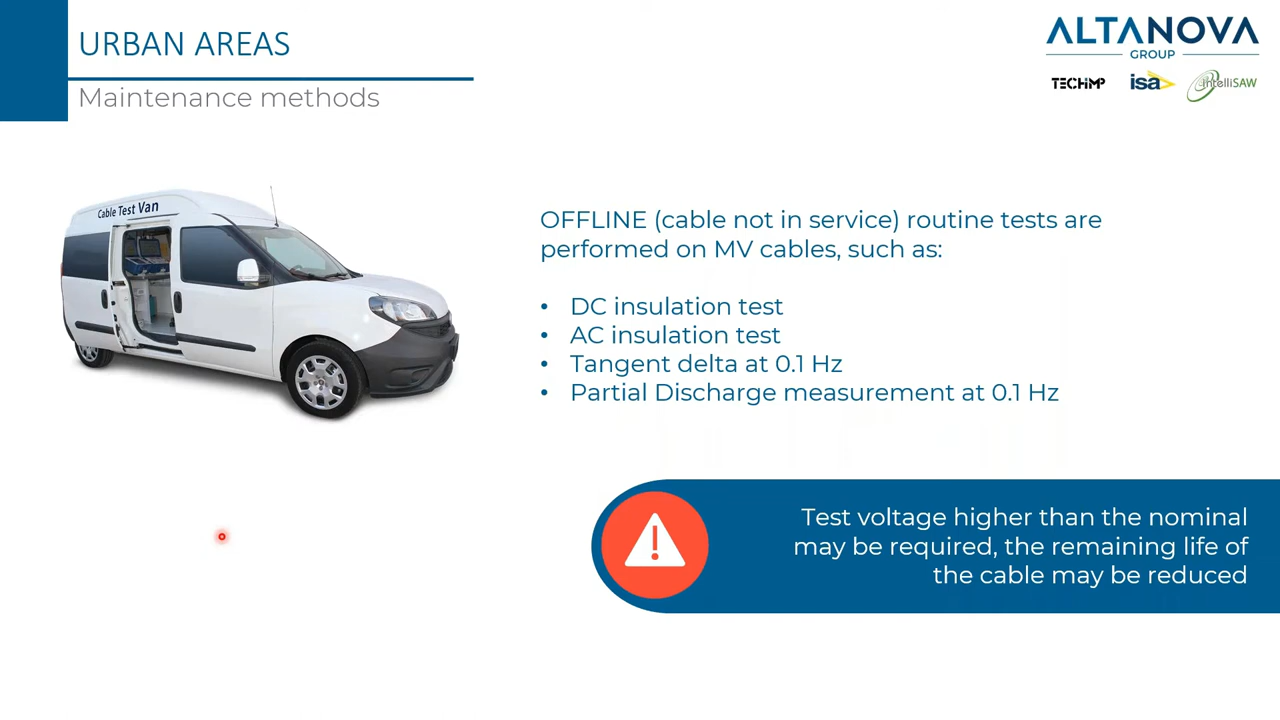 URBAN AREAS
Maintenance methods
ALTANOVA
GROUP
TECHIMP
isa
intelliSAW
Cable Test Van
OFFLINE (cable not in service) routine tests are
performed on MV cables, such as:
• DC insulation test
• AC insulation test
• Tangent delta at 0.1 Hz
• Partial Discharge measurement at 0.1 Hz
Test voltage higher than the nominal
may be required, the remaining life of
the cable may be reduced